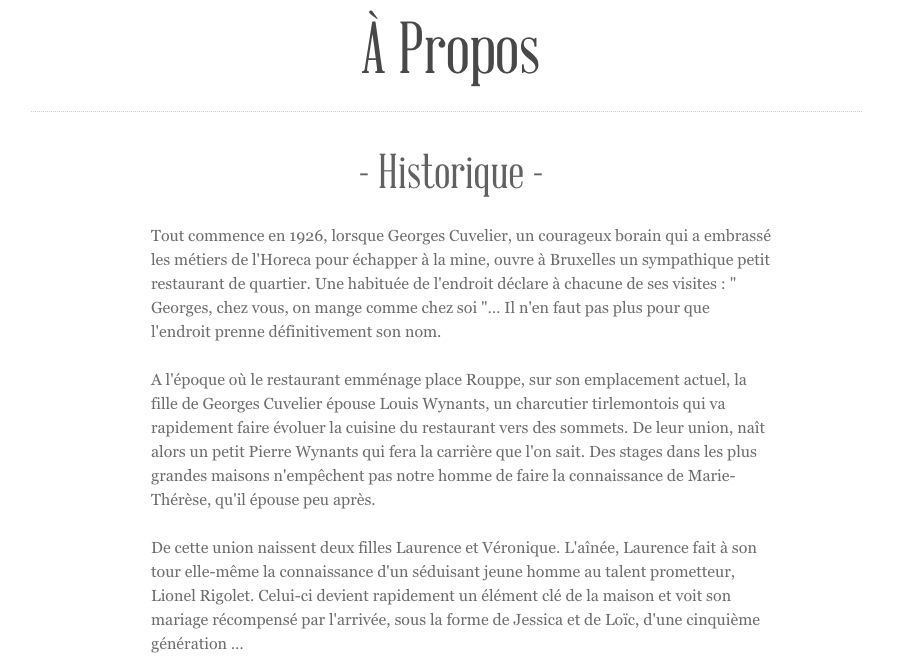 À Propos
- Historique -
Tout commence en 1926, lorsque Georges Cuvelier, un courageux borain qui a embrassé
les métiers de l'Horeca pour échapper à la mine, ouvre à Bruxelles un sympathique petit
restaurant de quartier. Une habituée de l'endroit déclare à chacune de ses visites : "
Georges, chez vous, on mange comme chez soi "... Il n'en faut pas plus pour que
l'endroit prenne définitivement son nom.
A l'époque où le restaurant emménage place Rouppe, sur son emplacement actuel, la
fille de Georges Cuvelier épouse Louis Wynants, un charcutier tirlemontois qui va
rapidement faire évoluer la cuisine du restaurant vers des sommets. De leur union, naît
alors un petit Pierre Wynants qui fera la carrière que l'on sait. Des stages dans les plus
grandes maisons n'empêchent pas notre homme de faire la connaissance de Marie-
Thérèse, qu'il épouse peu après.
De cette union naissent deux filles Laurence et Véronique. L'aînée, Laurence fait à son
tour elle-même la connaissance d'un séduisant jeune homme au talent prometteur,
Lionel Rigolet. Celui-ci devient rapidement un élément clé de la maison et voit son
mariage récompensé par l'arrivée, sous la forme de Jessica et de Loïc, d'une cinquième
génération ...